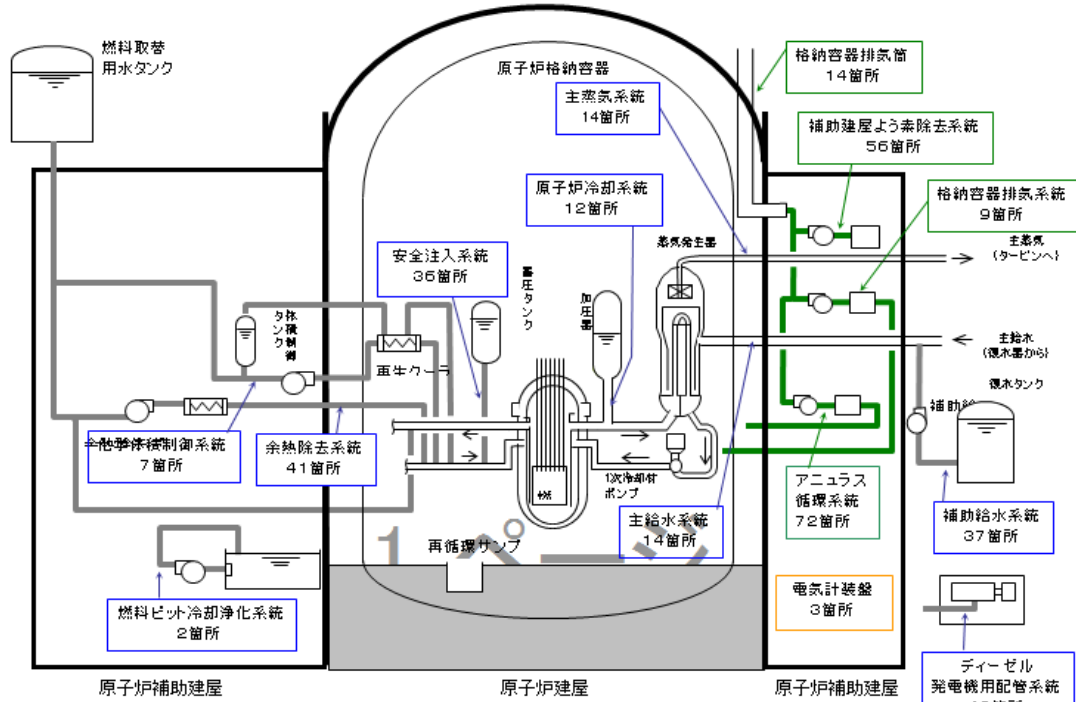 燃料取替
用水タンク
原子炉格納容器
主蒸気系統
14箇所
格納容器排気筒
14箇所
補助建屋よう素除去系統
56箇所
原子炉冷却系統
12箇所
格納容器排気系統
9箇所
蒸気発生器
主蒸気
(タービンへ)
安全注入系統
36箇所
蓄圧タンク
加圧器
体積制御
タンク
再生クーラ
主給水
(復水器から)
復水タンク
補助給
7箇所
余熱除去系統
41箇所
1次冷却材
ポンプ
アニュラス
循環系統
72箇所
主給水系統
14箇所
補助給水系統
37箇所
1ページ
再循環サンプ
燃料ピット冷却浄化系統
2箇所
電気計装盤
3箇所
ディーゼル
発電機用配管系統
原子炉補助建屋
原子炉建屋
原子炉補助建屋